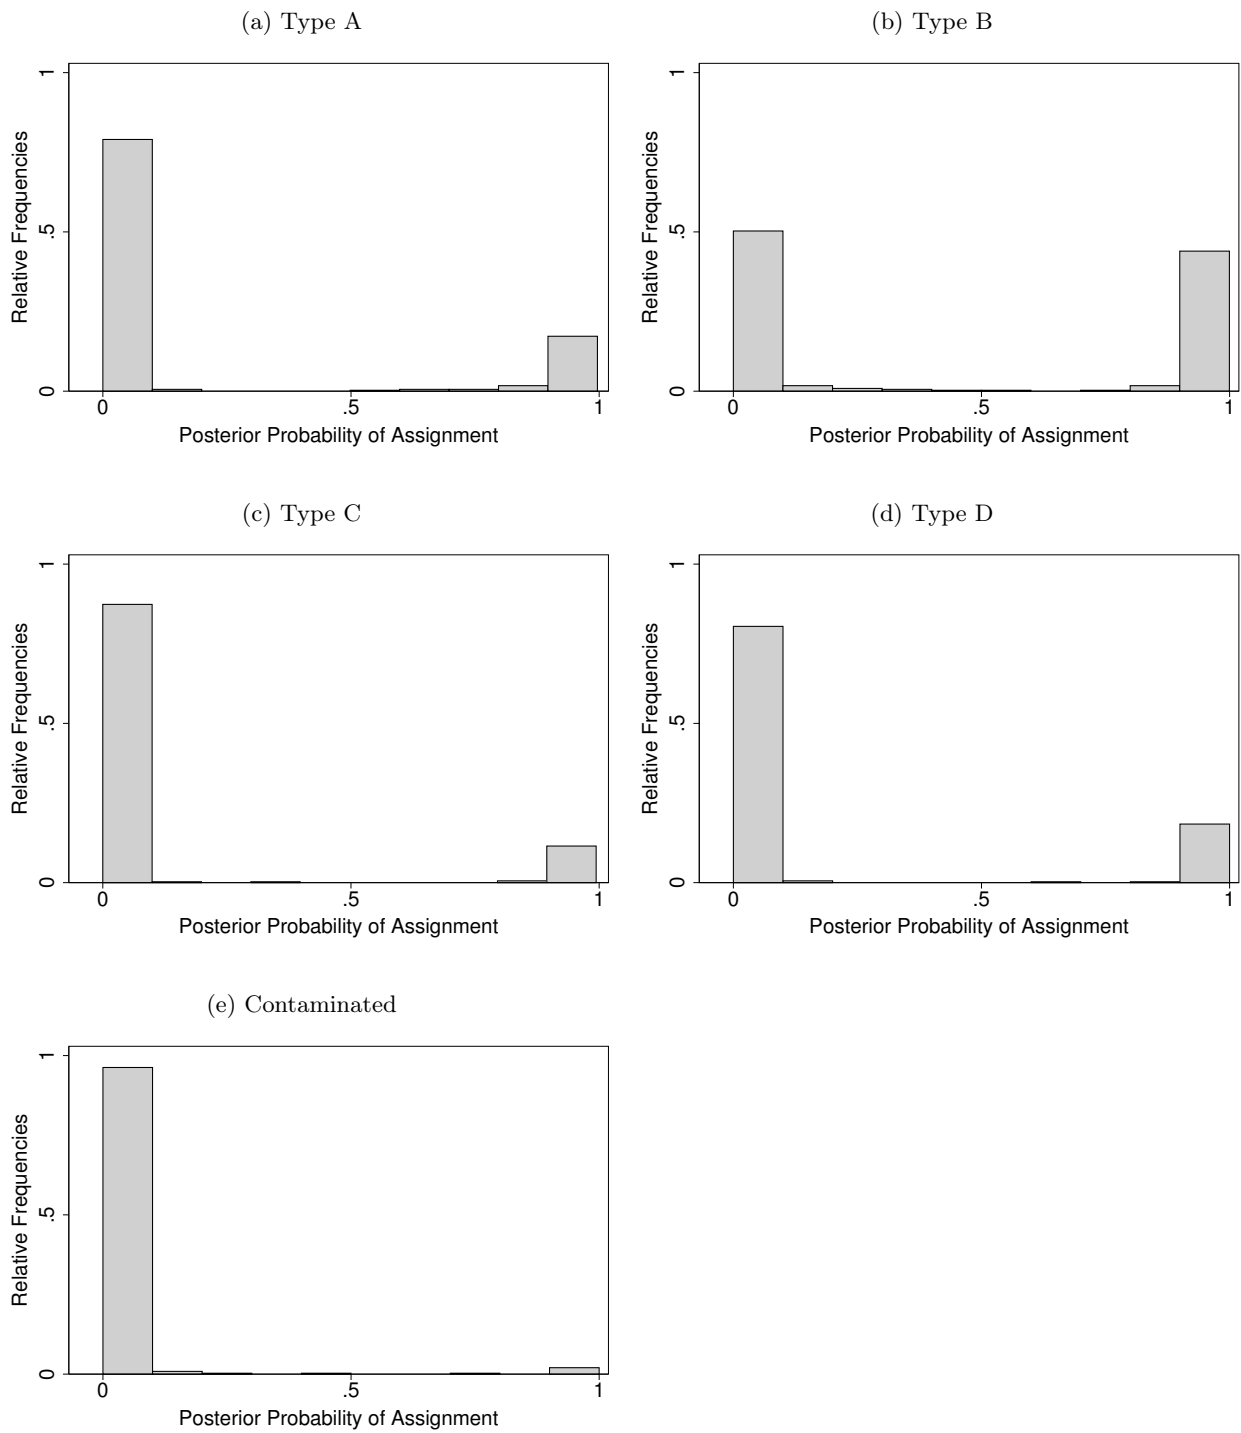 (a) Type A
1
.5
0
Relative Frequencies
0 .5 1
Posterior Probability of Assignment
(b) Type B
1
.5
0
Relative Frequencies
0 .5 1
Posterior Probability of Assignment
(c) Type C
1
.5
0
Relative Frequencies
0 .5 1
Posterior Probability of Assignment
(d) Type D
1
.5
0
Relative Frequencies
0 .5 1
Posterior Probability of Assignment
(e) Contaminated
1
.5
0
Relative Frequencies
0 .5 1
Posterior Probability of Assignment